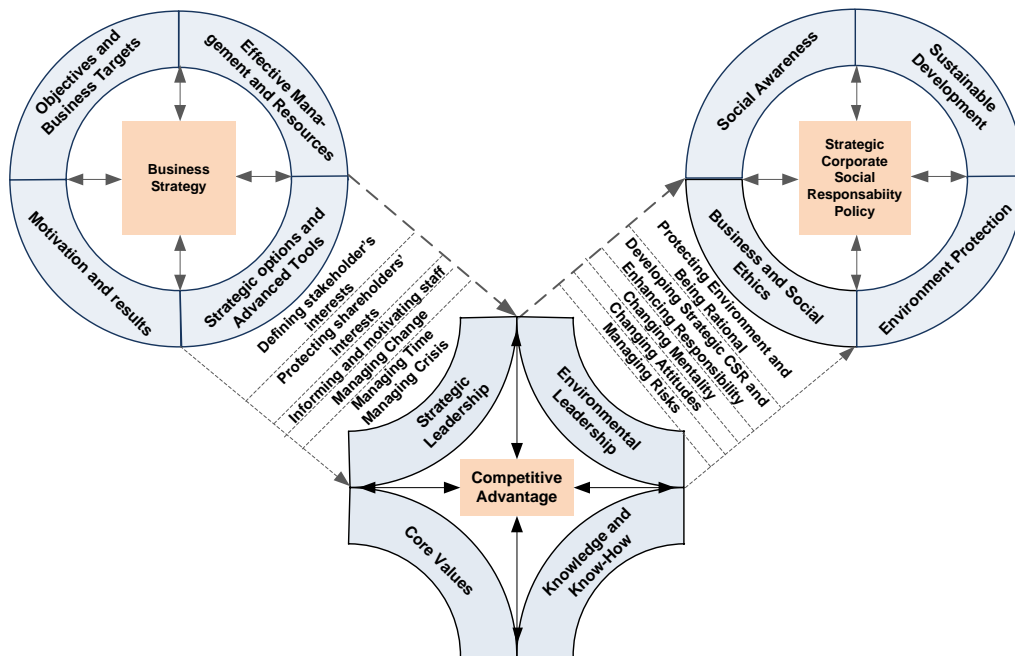 Objectives and
Business Targets
Effective Mana-
gement and Resources
Business
Strategy
Motivation and results
Strategic options and
Advanced Tools
Defining stakeholder's
interests
Protecting shareholders'
interests
Informing and motivating staff
Managing Change
Managing Time
Managing Crisis
Strategic
Leadership
Environmental
Leadership
Competitive
Advantage
Core Values
Knowledge and
Know-How
Protecting Environment and
Being Rational
Developing Strategic CSR and
Enhancing Responsibility
Changing Mentality
Changing Attitudes
Managing Risks
Social Awareness
Sustainable
Development
Strategic
Corporate
Social
Responsabiity
Policy
Business and Social
Ethics
Environment Protection